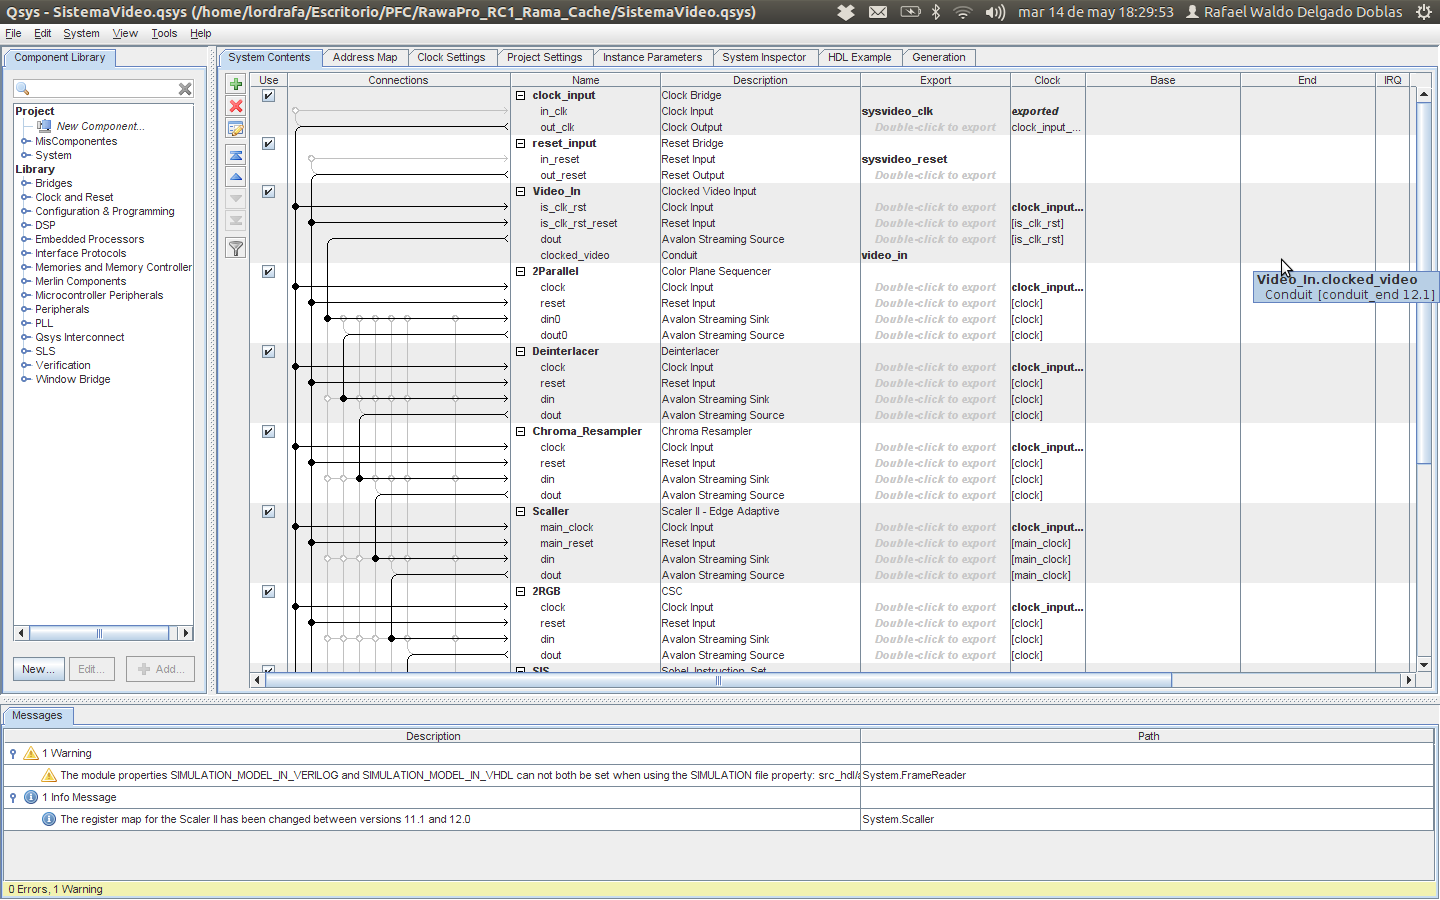 Qsys - SistemaVideo.qsys (/home/lordrafa/Escritorio/PFC/RawaPro_RC1_Rama_Cache/SistemaVideo.qsys) mar 14 de may 18:29:53 Rafael Waldo Delgado Doblas
File Edit System View Tools Help
Component Library
Project
New Component...
MisComponentes
System
Library
Bridges
Clock and Reset
Configuration & Programming
DSP
Embedded Processors
Interface Protocols
Memories and Memory Controller
Merlin Components
Microcontroller Peripherals
Peripherals
PLL
Qsys Interconnect
SLS
Verification
Window Bridge
New... Edit... Add...
System Contents Address Map Clock Settings Project Settings Instance Parameters System Inspector HDL Example Generation
Use Connections Name Description Export Clock Base End IRQ
clock_input Clock Bridge
in_clk Clock Input sysvideo_clk exported
out_clk Clock Output Double-click to export clock_input_...
reset_input Reset Bridge
in_reset Reset Input sysvideo_reset
out_reset Reset Output Double-click to export
Video_In Clocked Video Input
is_clk_rst Clock Input Double-click to export clock_input...
is_clk_rst_reset Reset Input Double-click to export [is_clk_rst]
dout Avalon Streaming Source Double-click to export [is_clk_rst]
clocked_video Conduit video_in
2Parallel Color Plane Sequencer
clock Clock Input Double-click to export clock_input...
reset Reset Input Double-click to export [clock]
din0 Avalon Streaming Sink Double-click to export [clock]
dout0 Avalon Streaming Source Double-click to export [clock]
Deinterlacer Deinterlacer
clock Clock Input Double-click to export clock_input...
reset Reset Input Double-click to export [clock]
din Avalon Streaming Sink Double-click to export [clock]
dout Avalon Streaming Source Double-click to export [clock]
Chroma_Resampler Chroma Resampler
clock Clock Input Double-click to export clock_input...
reset Reset Input Double-click to export [clock]
din Avalon Streaming Sink Double-click to export [clock]
dout Avalon Streaming Source Double-click to export [clock]
Scaller Scaler II - Edge Adaptive
main_clock Clock Input Double-click to export clock_input...
main_reset Reset Input Double-click to export [main_clock]
din Avalon Streaming Sink Double-click to export [main_clock]
dout Avalon Streaming Source Double-click to export [main_clock]
2RGB CSC
clock Clock Input Double-click to export clock_input...
reset Reset Input Double-click to export [clock]
din Avalon Streaming Sink Double-click to export [clock]
dout Avalon Streaming Source Double-click to export [clock]
SIS Sobel_Instruction_Set
Video_In.clocked_video
Conduit [conduit_end 12.1]
Messages
Description Path
1 Warning
The module properties SIMULATION_MODEL_IN_VERILOG and SIMULATION_MODEL_IN_VHDL can not both be set when using the SIMULATION file property: src_hdl/a System.FrameReader
1 Info Message
The register map for the Scaler II has been changed between versions 11.1 and 12.0 System.Scaller
0 Errors, 1 Warning